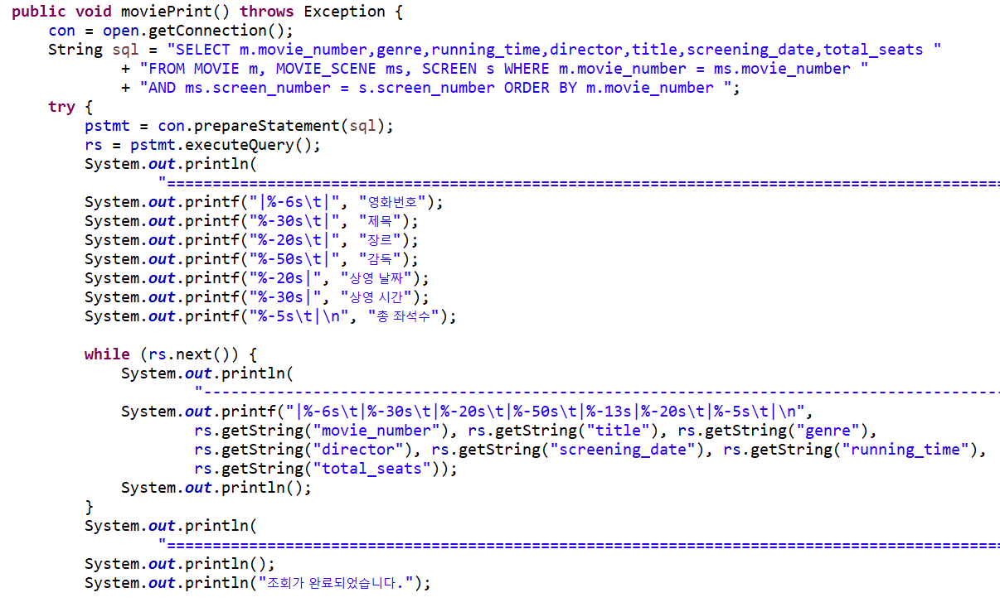 public void moviePrint() throws Exception {
    con = open.getConnection();
    String sql = "SELECT m.movie_number,genre,running_time,director,title,screening_date,total_seats "
            + "FROM MOVIE m, MOVIE_SCENE ms, SCREEN s WHERE m.movie_number = ms.movie_number "
            + "AND ms.screen_number = s.screen_number ORDER BY m.movie_number ";
    try {
        pstmt = con.prepareStatement(sql);
        rs = pstmt.executeQuery();
        System.out.println(
                "============================================================================================
        System.out.printf("|%-6s\t|", "영화번호");
        System.out.printf("%-30s\t|", "제목");
        System.out.printf("%-20s\t|", "장르");
        System.out.printf("%-50s\t|", "감독");
        System.out.printf("%-20s|", "상영 날짜");
        System.out.printf("%-30s|", "상영 시간");
        System.out.printf("%-5s\t|\n", "총 좌석수");

        while (rs.next()) {
            System.out.println(
                    "----------------------------------------------------------------------------------------
            System.out.printf("|%-6s\t|%-30s\t|%-20s\t|%-50s\t|%-13s|%-20s\t|%-5s\t|\n",
                    rs.getString("movie_number"), rs.getString("title"), rs.getString("genre"),
                    rs.getString("director"), rs.getString("screening_date"), rs.getString("running_time"),
                    rs.getString("total_seats"));
            System.out.println();
        }
        System.out.println(
                "============================================================================================
        System.out.println();
        System.out.println("조회가 완료되었습니다.");